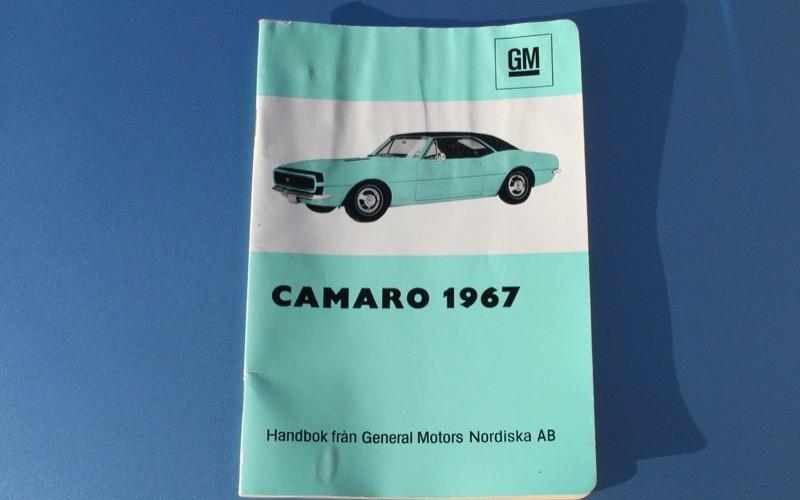 GM
CAMARO 1967
Handbok från General Motors Nordiska AB